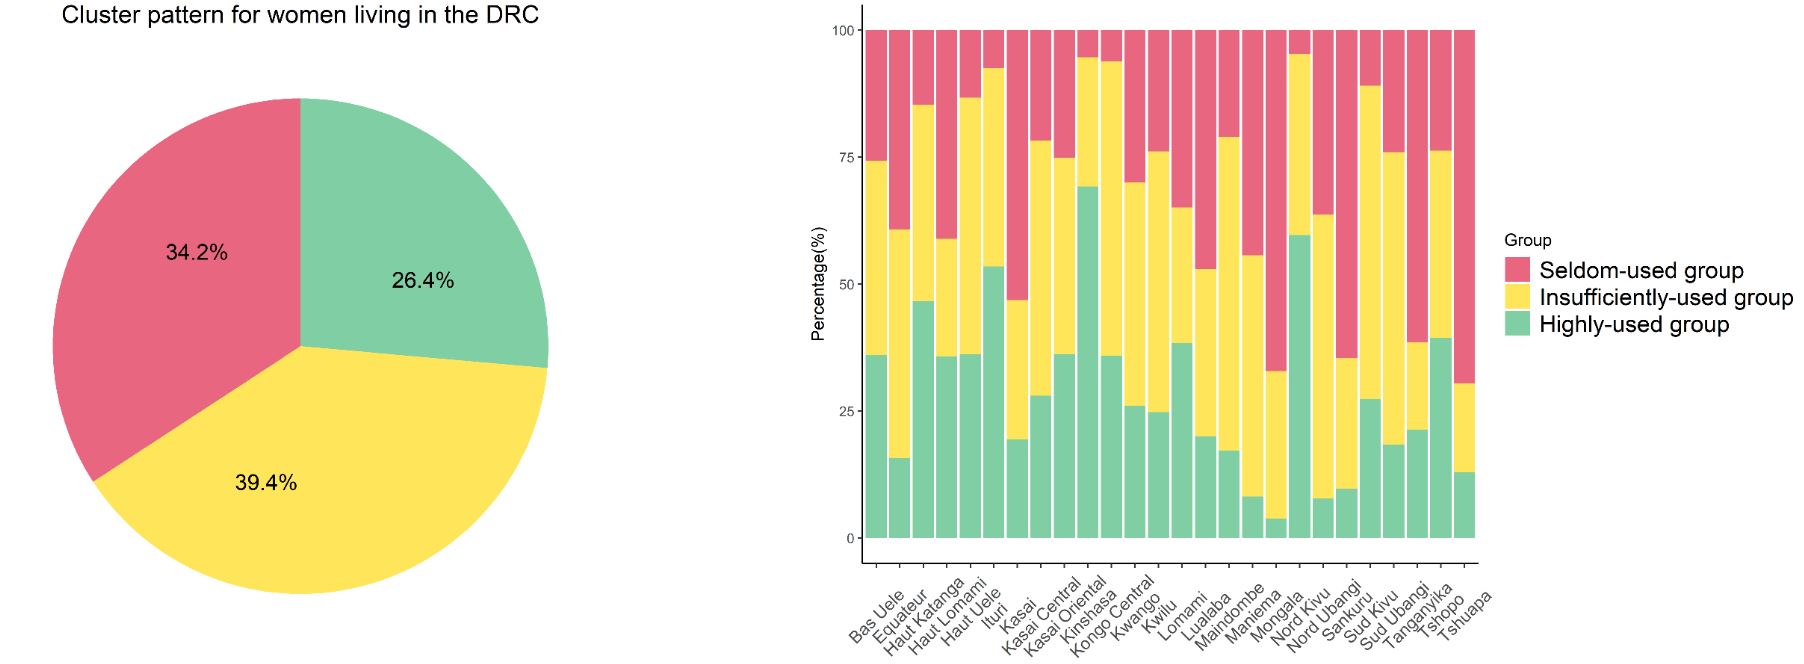 Cluster pattern for women living in the DRC
34.2%
26.4%
39.4%
Percentage(%)
100
75
50
25
0
Bas Uele
Equateur
Haut Katanga
Haut Lomami
Haut Uele
Ituri
Kasai
Kasai Central
Kasai Oriental
Kinshasa
Kongo Central
Kwango
Kwilu
Lomami
Lualaba
Maindombe
Maniema
Mongala
Nord Kivu
Nord Ubangi
Sankuru
Sud Kivu
Sud Ubangi
Tanganyika
Tshopo
Tshuapa
Group
Seldom-used group
Insufficiently-used group
Highly-used group